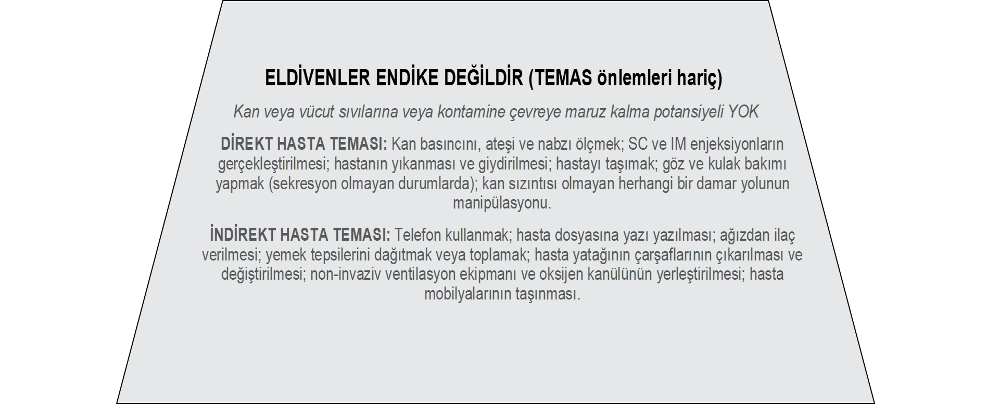 ELDİVENLER ENDİKE DEĞİLDİR (TEMAS önlemleri hariç)
Kan veya vücut sıvılarına veya kontamine çevreye maruz kalma potansiyeli YOK
DİREKT HASTA TEMASI: Kan basıncını, ateşi ve nabzı ölçmek; SC ve IM enjeksiyonların
gerçekleştirilmesi; hastanın yıkanması ve giydirilmesi; hastayı taşımak; göz ve kulak bakımı
yapmak (sekresyon olmayan durumlarda); kan sızıntısı olmayan herhangi bir damar yolunun
manipülasyonu.
İNDİREKT HASTA TEMASI: Telefon kullanmak; hasta dosyasına yazı yazılması; ağızdan ilaç
verilmesi; yemek tepsilerini dağıtmak veya toplamak; hasta yatağının çarşaflarının çıkarılması ve
değiştirilmesi; non-invaziv ventilasyon ekipmanı ve oksijen kanülünün yerleştirilmesi; hasta
mobilyalarının taşınması.